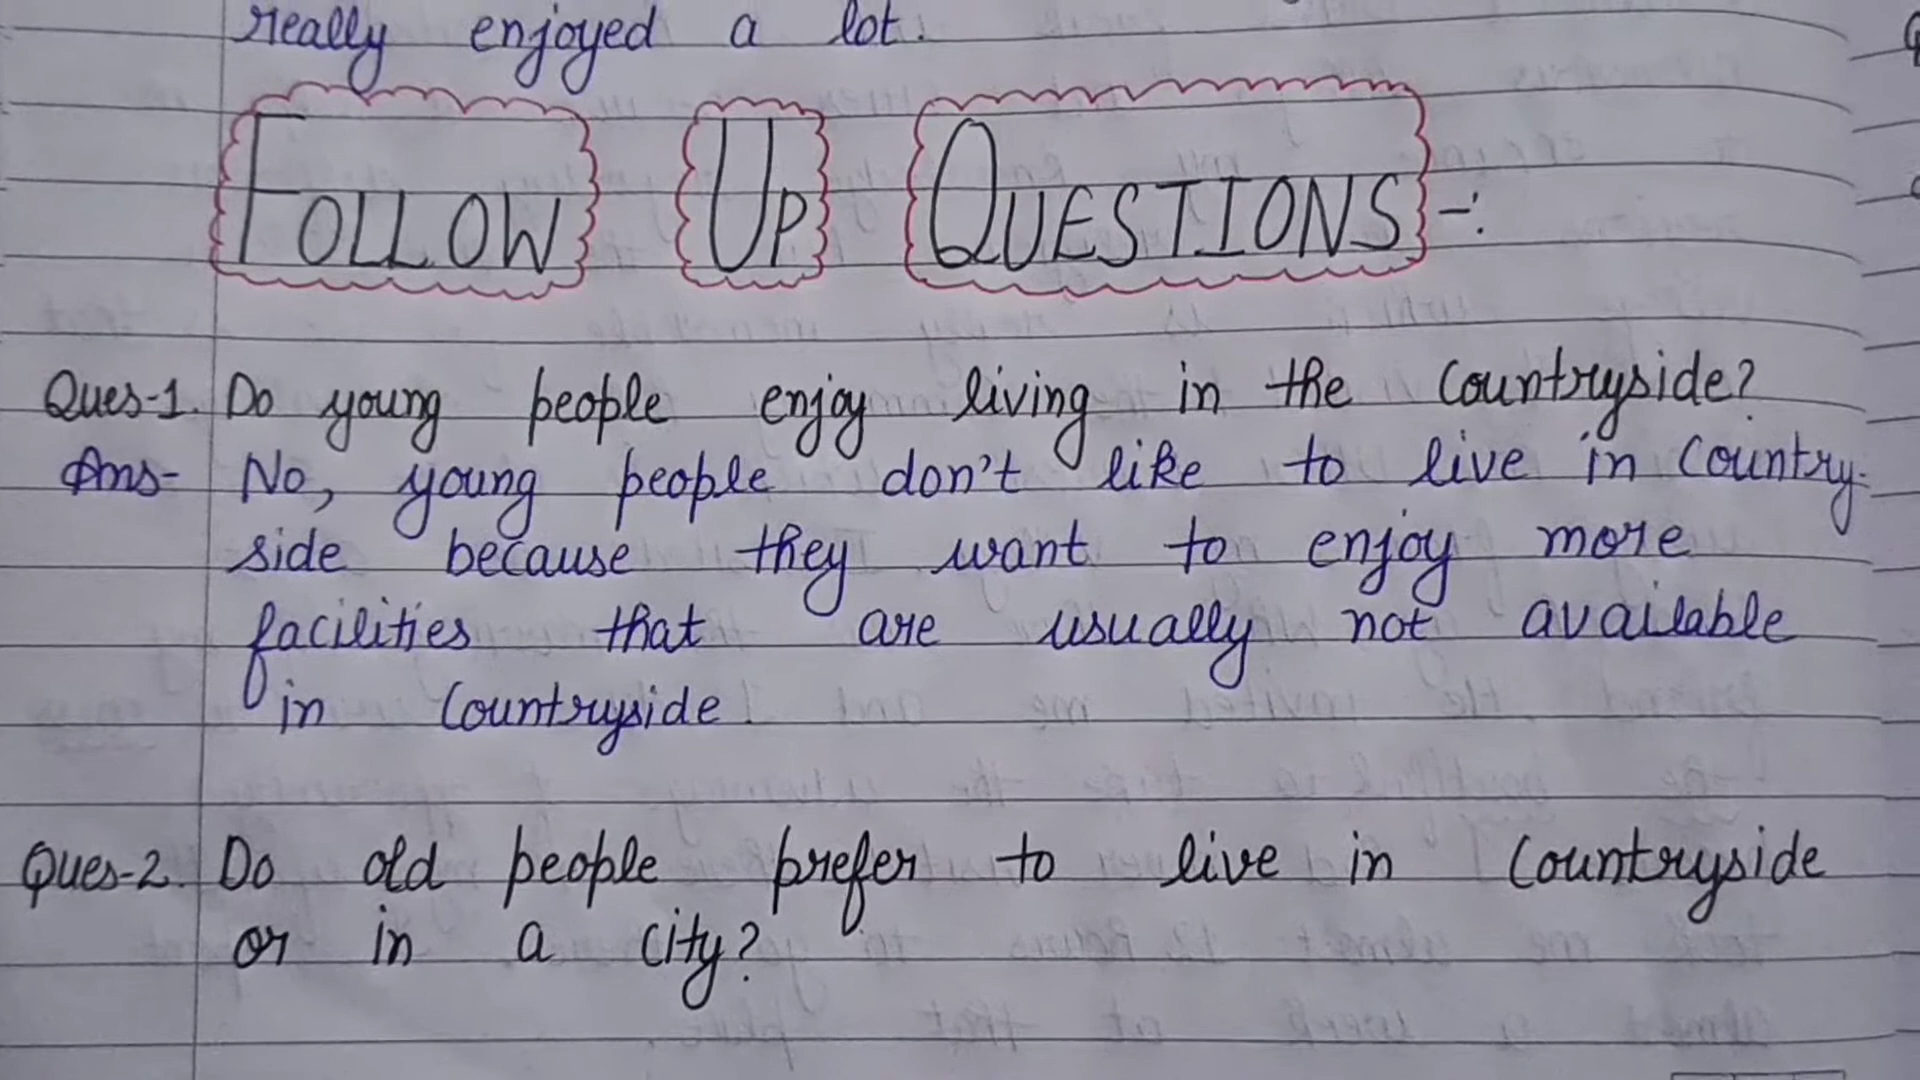 really enjoyed a lot.
FOLLOW UP QUESTIONS -:
Ques-1. Do young people enjoy living in the Countryside?
Ans- No, young people don't like to live in Country-
side because they want to enjoy more
facilities that are usually not available
in Countryside.
Ques-2. Do old people prefer to live in Countryside
or in a city?